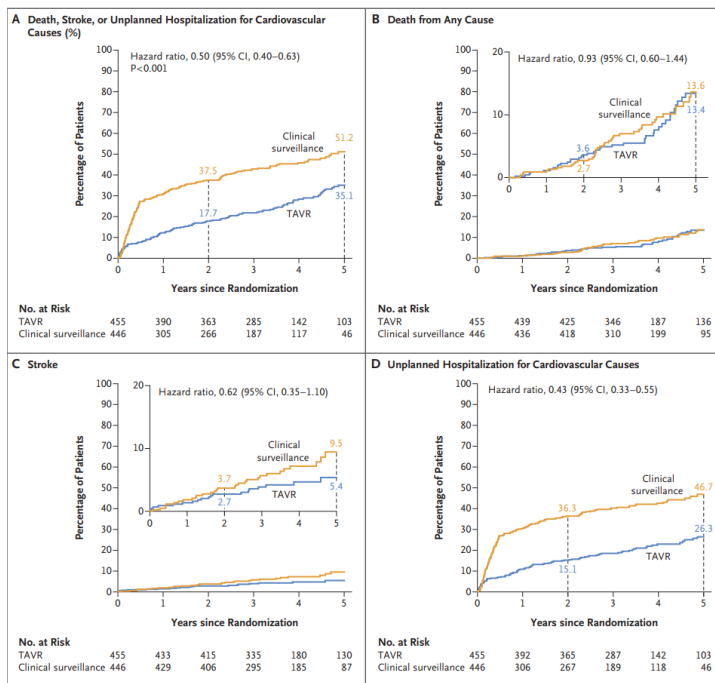 A Death, Stroke, or Unplanned Hospitalization for Cardiovascular
Causes (%)
Hazard ratio, 0.50 (95% CI, 0.40–0.63)
P<0.001
Percentage of Patients
100
90
80
70
60
50
40
30
20
10
0
Clinical
surveillance
51.2
37.5
17.7
TAVR
35.1
0 1 2 3 4 5
Years since Randomization
No. at Risk
TAVR 455 390 363 285 142 103
Clinical surveillance 446 305 266 187 117 46
B Death from Any Cause
Percentage of Patients
100
90
80
70
60
50
40
30
20
10
0
Hazard ratio, 0.93 (95% CI, 0.60–1.44)
20
10
0
Clinical
surveillance
13.6
13.4
3.6
2.7
TAVR
0 1 2 3 4 5
0 1 2 3 4 5
Years since Randomization
No. at Risk
TAVR 455 439 425 346 187 136
Clinical surveillance 446 436 418 310 199 95
C Stroke
Percentage of Patients
100
90
80
70
60
50
40
30
20
10
0
Hazard ratio, 0.62 (95% CI, 0.35–1.10)
20
10
0
Clinical
surveillance
9.5
3.7
2.7
TAVR
5.4
0 1 2 3 4 5
0 1 2 3 4 5
Years since Randomization
No. at Risk
TAVR 455 433 415 335 180 130
Clinical surveillance 446 429 406 295 185 87
D Unplanned Hospitalization for Cardiovascular Causes
Hazard ratio, 0.43 (95% CI, 0.33–0.55)
Percentage of Patients
100
90
80
70
60
50
40
30
20
10
0
Clinical
surveillance
46.7
36.3
26.3
15.1
TAVR
0 1 2 3 4 5
Years since Randomization
No. at Risk
TAVR 455 392 365 287 142 103
Clinical surveillance 446 306 267 189 118 46